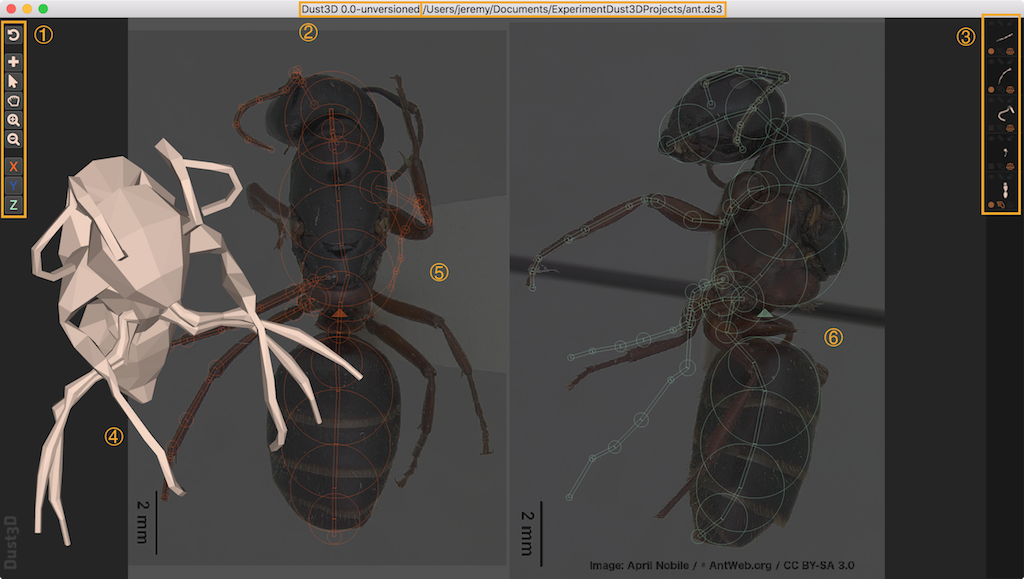 Dust3D 0.0-unversioned /Users/jeremy/Documents/ExperimentDust3DProjects/ant.ds3
①
②
③
X
Y
Z
⑤
⑥
④
2 mm
2 mm
Dust3D
Image: April Nobile / © AntWeb.org / CC BY-SA 3.0